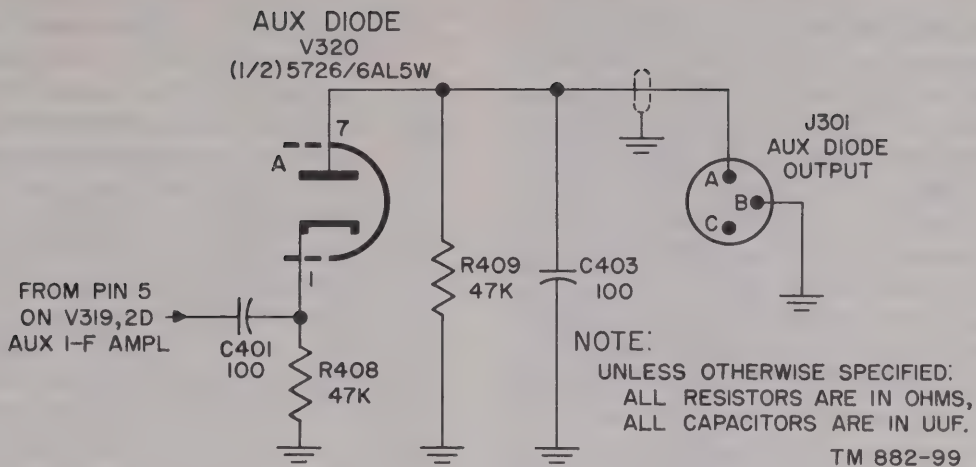 AUX DIODE
V320
(1/2) 5726/6AL5W
7
A
1
FROM PIN 5
ON V319, 2D
AUX I-F AMPL
C401
100
R408
47K
R409
47K
C403
100
J301
AUX DIODE
OUTPUT
A
B
C
NOTE:
UNLESS OTHERWISE SPECIFIED:
ALL RESISTORS ARE IN OHMS,
ALL CAPACITORS ARE IN UUF.
TM 882-99